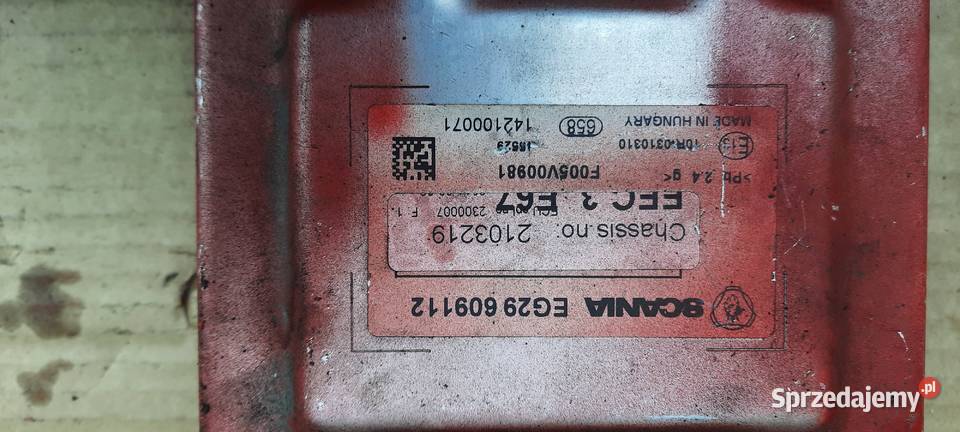 SCANIA EG29 609112
Chassis.no: 2103219
2300007 F 1.
EEC 3 E67
>Pb 2.4 g< F005V00981
E13 10R-0310310
MADE IN HUNGARY 658 142100071
Sprzedajemy.pl